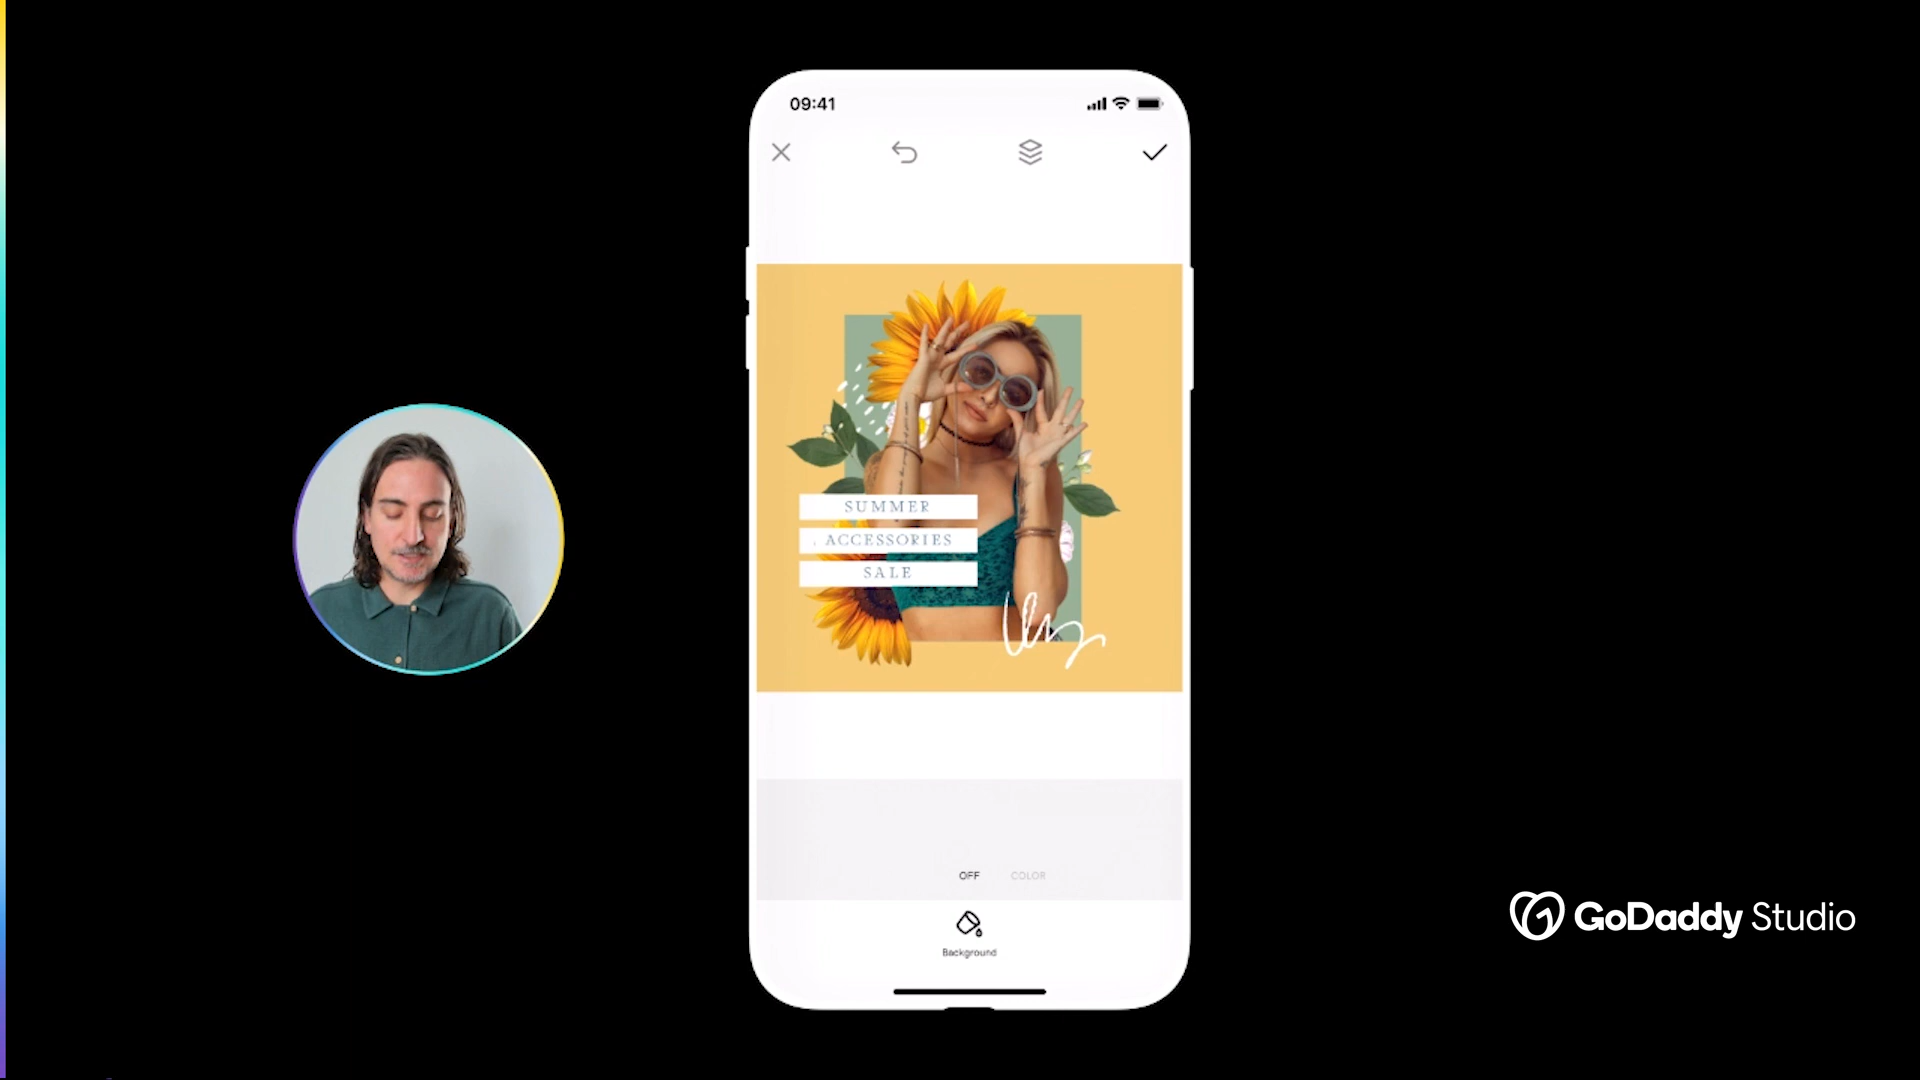 09:41
SUMMER
ACCESSORIES
SALE
OFF COLOR
Background
GoDaddy Studio